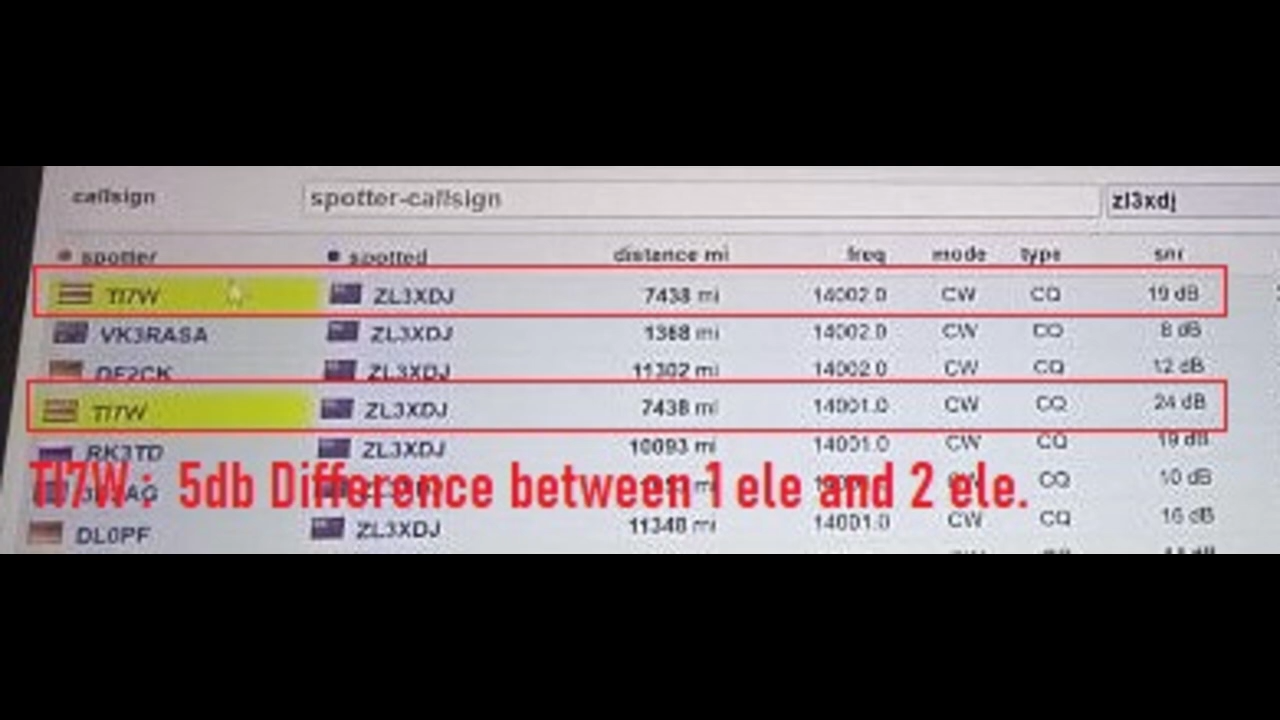 callsign spotter-callsign zl3xdj
spotter spotted distance mi freq mode type snr
TI7W ZL3XDJ 7438 mi 14002.0 CW CQ 19 dB
VK3RASA ZL3XDJ 1368 mi 14002.0 CW CQ 8 dB
DF2CK ZL3XDJ 11302 mi 14002.0 CW CQ 12 dB
TI7W ZL3XDJ 7438 mi 14001.0 CW CQ 24 dB
RK3TD ZL3XDJ 10093 mi 14001.0 CW CQ 19 dB
CQ 10 dB
TI7W : 5db Difference between 1 ele and 2 ele.
DL0PF ZL3XDJ 11348 mi 14001.0 CW CQ 16 dB